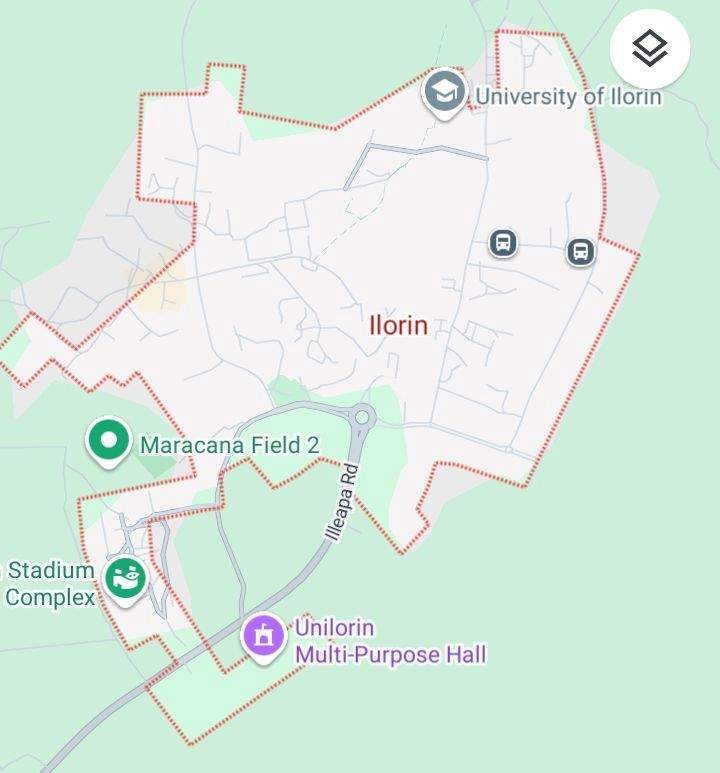 University of Ilorin
Ilorin
Maracana Field 2
Illeapa Rd
Stadium
Complex
Unilorin
Multi-Purpose Hall